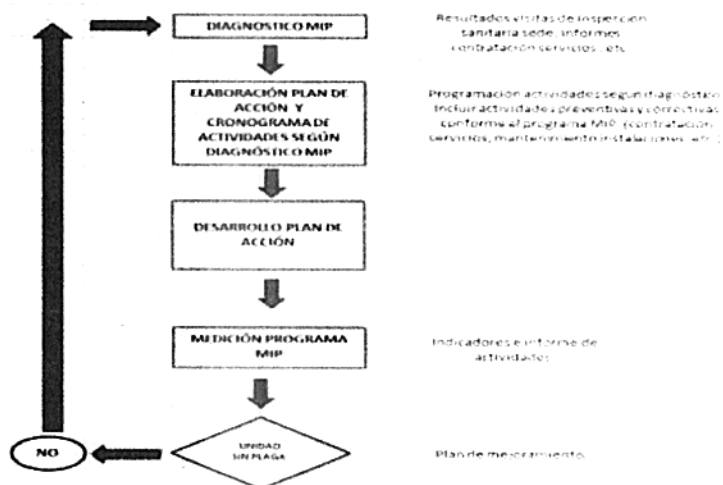 DIAGNOSTICO MIP
Resultados visitas de inspección
sanitaria sede, informes
contratación servicios, etc
ELABORACIÓN PLAN DE
ACCIÓN Y
CRONOGRAMA DE
ACTIVIDADES SEGÚN
DIAGNÓSTICO MIP
Programación actividades según diagnóstico
Incluir actividades preventivas y correctivas
conforme el programa MIP. (contratación
servicios, mantenimiento instalaciones, etc.)
DESARROLLO PLAN DE
ACCIÓN
MEDICIÓN PROGRAMA
MIP
Indicadores e informe de
actividades
UNIDAD
SIN PLAGA
NO
Plan de mejoramiento